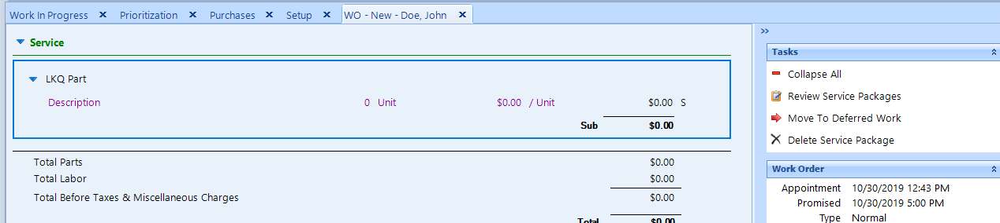 Work In Progress Prioritization Purchases Setup WO - New - Doe, John
Service
LKQ Part
Description 0 Unit $0.00 / Unit $0.00 S
Sub $0.00
Total Parts $0.00
Total Labor $0.00
Total Before Taxes & Miscellaneous Charges $0.00
Total $0.00
Tasks
Collapse All
Review Service Packages
Move To Deferred Work
Delete Service Package
Work Order
Appointment 10/30/2019 12:43 PM
Promised 10/30/2019 5:00 PM
Type Normal